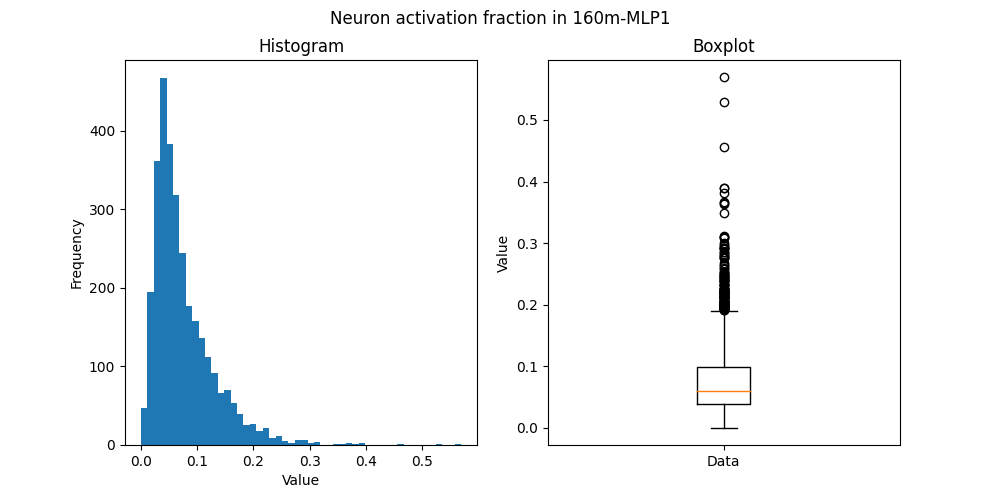 Neuron activation fraction in 160m-MLP1
Histogram
Frequency
400
300
200
100
0
0.0 0.1 0.2 0.3 0.4 0.5
Value
Boxplot
Value
0.5
0.4
0.3
0.2
0.1
0.0
Data